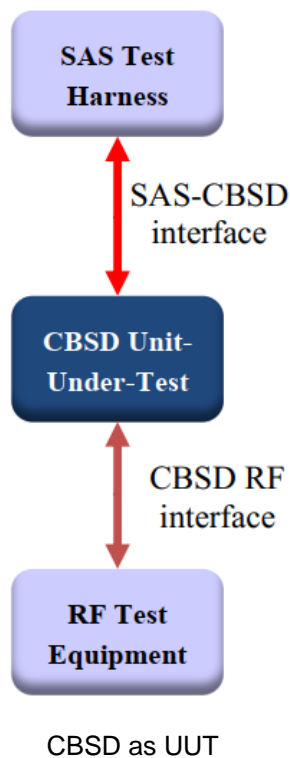 SAS Test
Harness
SAS-CBSD
interface
CBSD Unit-
Under-Test
CBSD RF
interface
RF Test
Equipment
CBSD as UUT